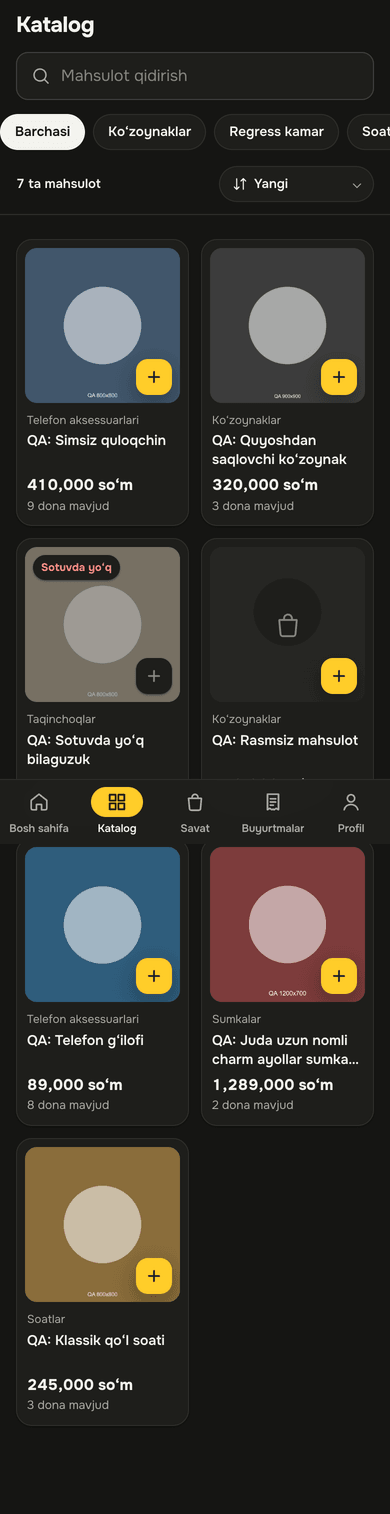 Katalog
Mahsulot qidirish
Barchasi
Ko‘zoynaklar
Regress kamar
Soat
7 ta mahsulot
Yangi
QA 800x800
Telefon aksessuarlari
QA: Simsiz quloqchin
410,000 so‘m
9 dona mavjud
QA 900x900
Ko‘zoynaklar
QA: Quyoshdan
saqlovchi ko‘zoynak
320,000 so‘m
3 dona mavjud
Sotuvda yo‘q
QA 800x800
Taqinchoqlar
QA: Sotuvda yo‘q
bilaguzuk
Ko‘zoynaklar
QA: Rasmsiz mahsulot
Bosh sahifa
Katalog
Savat
Buyurtmalar
Profil
Telefon aksessuarlari
QA: Telefon g‘ilofi
89,000 so‘m
8 dona mavjud
QA 1200x700
Sumkalar
QA: Juda uzun nomli
charm ayollar sumka...
1,289,000 so‘m
2 dona mavjud
QA 800x800
Soatlar
QA: Klassik qo‘l soati
245,000 so‘m
3 dona mavjud